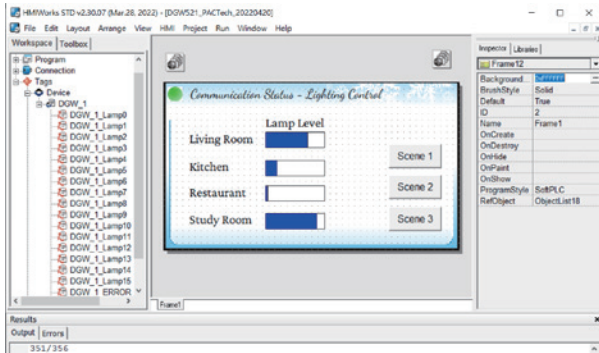 HMIWorks STD v2.30.07 (Mar.28, 2022) - [DGW521_PACTech_20220420]
File Edit Layout Arrange View HMI Project Run Window Help
Workspace Toolbox
Program
Connection
Tags
Device
DGW_1
DGW_1_Lamp0
DGW_1_Lamp1
DGW_1_Lamp2
DGW_1_Lamp3
DGW_1_Lamp4
DGW_1_Lamp5
DGW_1_Lamp6
DGW_1_Lamp7
DGW_1_Lamp8
DGW_1_Lamp9
DGW_1_Lamp10
DGW_1_Lamp11
DGW_1_Lamp12
DGW_1_Lamp13
DGW_1_Lamp14
DGW_1_Lamp15
DGW_1_ERROR
Communication Status - Lighting Control
Lamp Level
Living Room
Kitchen
Restaurant
Study Room
Scene 1
Scene 2
Scene 3
Frame1
Inspector Libraries
Frame12
Background
BrushStyle Solid
Default True
ID 2
Name Frame1
OnCreate
OnDestroy
OnHide
OnPaint
OnShow
ProgramStyle SoftPLC
RefObject ObjectList18
Results
Output Errors
351/356